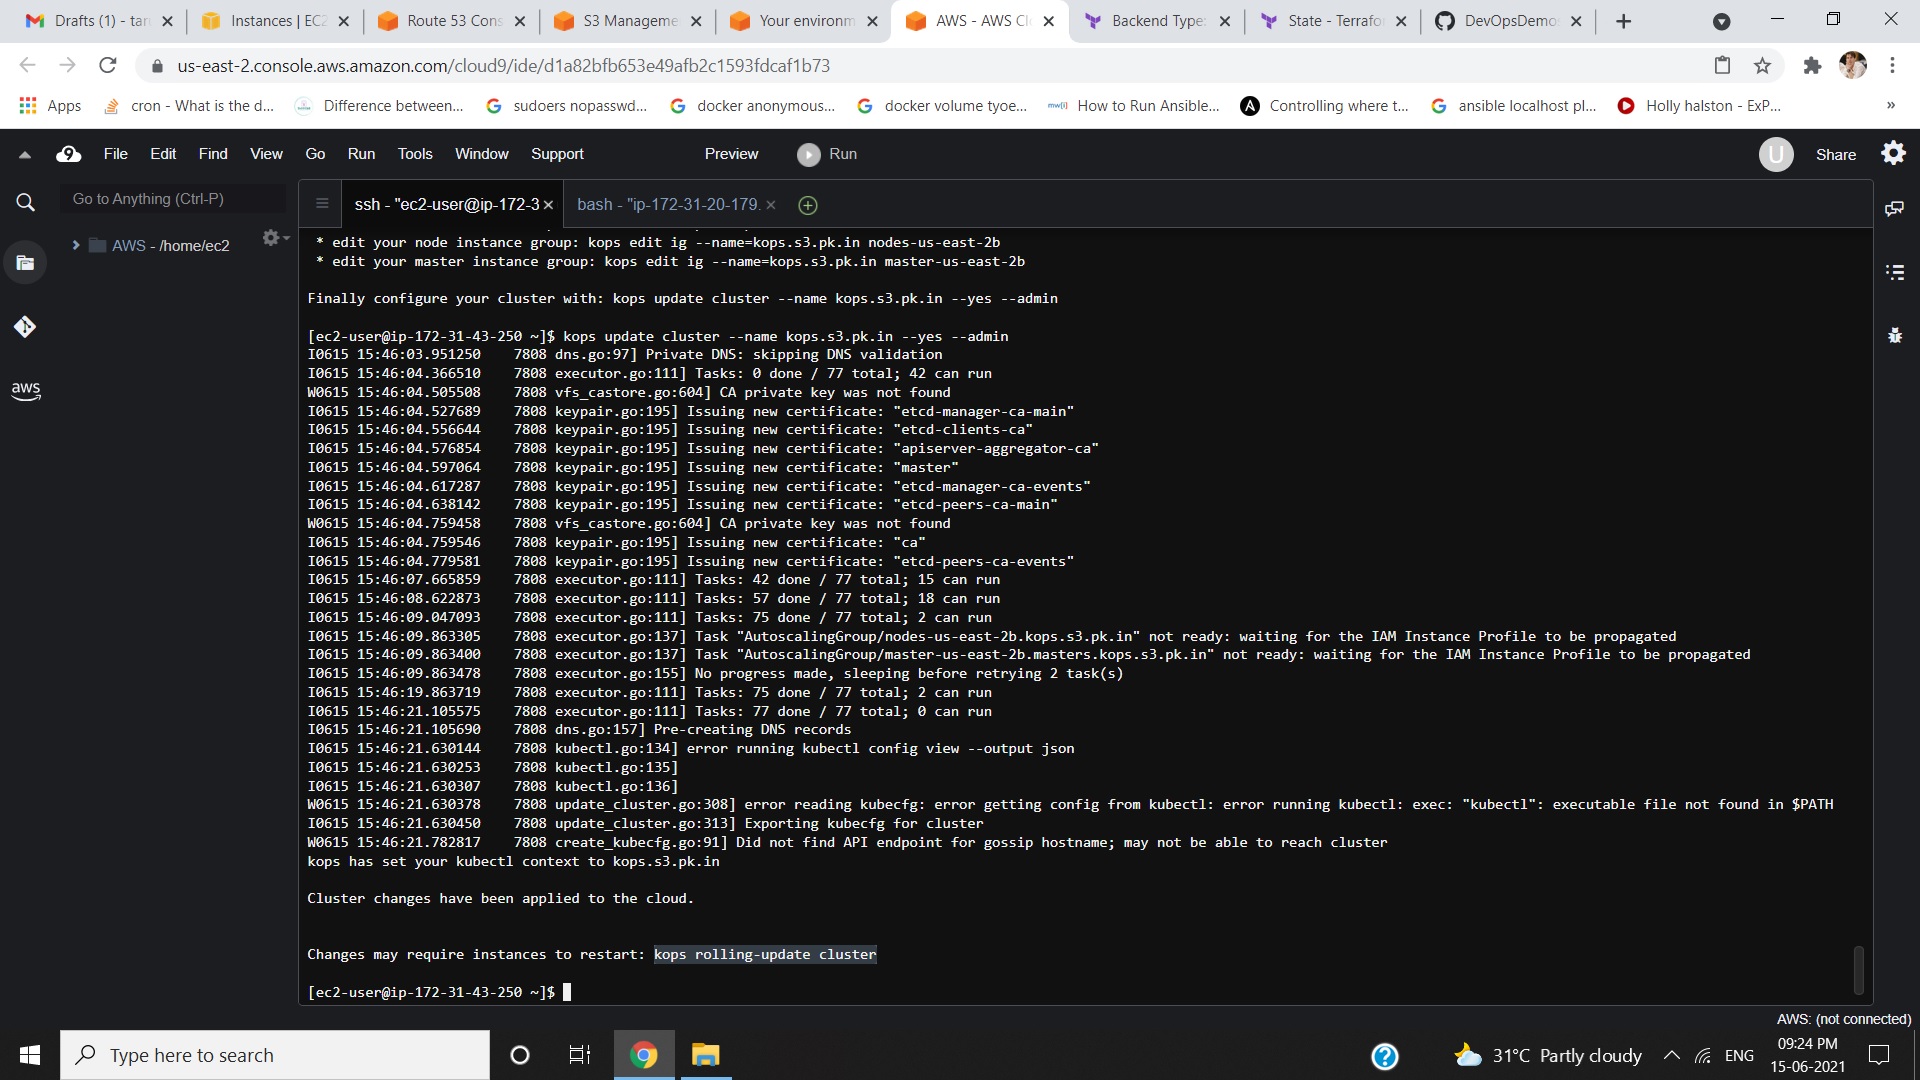 Drafts (1) - tan
Instances | EC2
Route 53 Cons
S3 Manageme
Your environm
AWS - AWS Cl
Backend Type:
State - Terrafor
DevOpsDemo
us-east-2.console.aws.amazon.com/cloud9/ide/d1a82bfb653e49afb2c1593fdcaf1b73
Apps
cron - What is the d...
Difference between...
sudoers nopasswd...
docker anonymous...
docker volume tyoe...
How to Run Ansible...
Controlling where t...
ansible localhost pl...
Holly halston - ExP...
»
File Edit Find View Go Run Tools Window Support Preview Run
U Share
Go to Anything (Ctrl-P)
AWS - /home/ec2
aws
ssh - "ec2-user@ip-172-3
bash - "ip-172-31-20-179.
* edit your node instance group: kops edit ig --name=kops.s3.pk.in nodes-us-east-2b
* edit your master instance group: kops edit ig --name=kops.s3.pk.in master-us-east-2b
Finally configure your cluster with: kops update cluster --name kops.s3.pk.in --yes --admin
[ec2-user@ip-172-31-43-250 ~]$ kops update cluster --name kops.s3.pk.in --yes --admin
I0615 15:46:03.951250    7808 dns.go:97] Private DNS: skipping DNS validation
I0615 15:46:04.366510    7808 executor.go:111] Tasks: 0 done / 77 total; 42 can run
W0615 15:46:04.505508    7808 vfs_castore.go:604] CA private key was not found
I0615 15:46:04.527689    7808 keypair.go:195] Issuing new certificate: "etcd-manager-ca-main"
I0615 15:46:04.556644    7808 keypair.go:195] Issuing new certificate: "etcd-clients-ca"
I0615 15:46:04.576854    7808 keypair.go:195] Issuing new certificate: "apiserver-aggregator-ca"
I0615 15:46:04.597064    7808 keypair.go:195] Issuing new certificate: "master"
I0615 15:46:04.617287    7808 keypair.go:195] Issuing new certificate: "etcd-manager-ca-events"
I0615 15:46:04.638142    7808 keypair.go:195] Issuing new certificate: "etcd-peers-ca-main"
W0615 15:46:04.759458    7808 vfs_castore.go:604] CA private key was not found
I0615 15:46:04.759546    7808 keypair.go:195] Issuing new certificate: "ca"
I0615 15:46:04.779581    7808 keypair.go:195] Issuing new certificate: "etcd-peers-ca-events"
I0615 15:46:07.665859    7808 executor.go:111] Tasks: 42 done / 77 total; 15 can run
I0615 15:46:08.622873    7808 executor.go:111] Tasks: 57 done / 77 total; 18 can run
I0615 15:46:09.047093    7808 executor.go:111] Tasks: 75 done / 77 total; 2 can run
I0615 15:46:09.863305    7808 executor.go:137] Task "AutoscalingGroup/nodes-us-east-2b.kops.s3.pk.in" not ready: waiting for the IAM Instance Profile to be propagated
I0615 15:46:09.863400    7808 executor.go:137] Task "AutoscalingGroup/master-us-east-2b.masters.kops.s3.pk.in" not ready: waiting for the IAM Instance Profile to be propagated
I0615 15:46:09.863478    7808 executor.go:155] No progress made, sleeping before retrying 2 task(s)
I0615 15:46:19.863719    7808 executor.go:111] Tasks: 75 done / 77 total; 2 can run
I0615 15:46:21.105575    7808 executor.go:111] Tasks: 77 done / 77 total; 0 can run
I0615 15:46:21.105690    7808 dns.go:157] Pre-creating DNS records
I0615 15:46:21.630144    7808 kubectl.go:134] error running kubectl config view --output json
I0615 15:46:21.630253    7808 kubectl.go:135]
I0615 15:46:21.630307    7808 kubectl.go:136]
W0615 15:46:21.630378    7808 update_cluster.go:308] error reading kubecfg: error getting config from kubectl: error running kubectl: exec: "kubectl": executable file not found in $PATH
I0615 15:46:21.630450    7808 update_cluster.go:313] Exporting kubecfg for cluster
W0615 15:46:21.782817    7808 create_kubecfg.go:91] Did not find API endpoint for gossip hostname; may not be able to reach cluster
kops has set your kubectl context to kops.s3.pk.in
Cluster changes have been applied to the cloud.
Changes may require instances to restart: kops rolling-update cluster
[ec2-user@ip-172-31-43-250 ~]$
AWS: (not connected)
Type here to search
31°C Partly cloudy
ENG
09:24 PM
15-06-2021